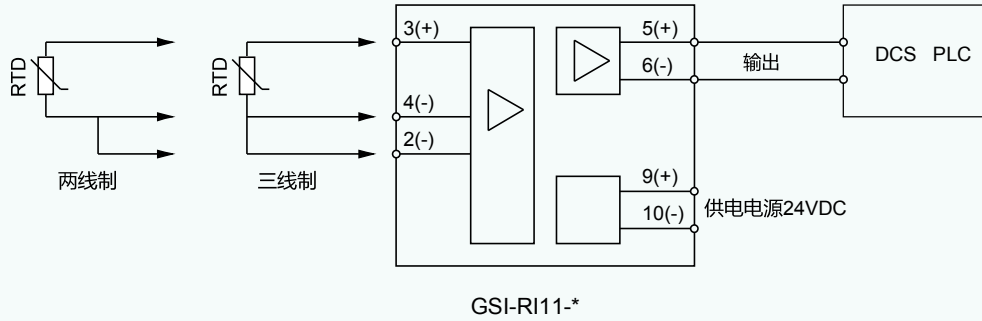 RTD
两线制
RTD
三线制
3(+)
4(-)
2(-)
5(+)
6(-)
9(+)
10(-)
输出
DCS PLC
供电电源24VDC
GSI-RI11-*